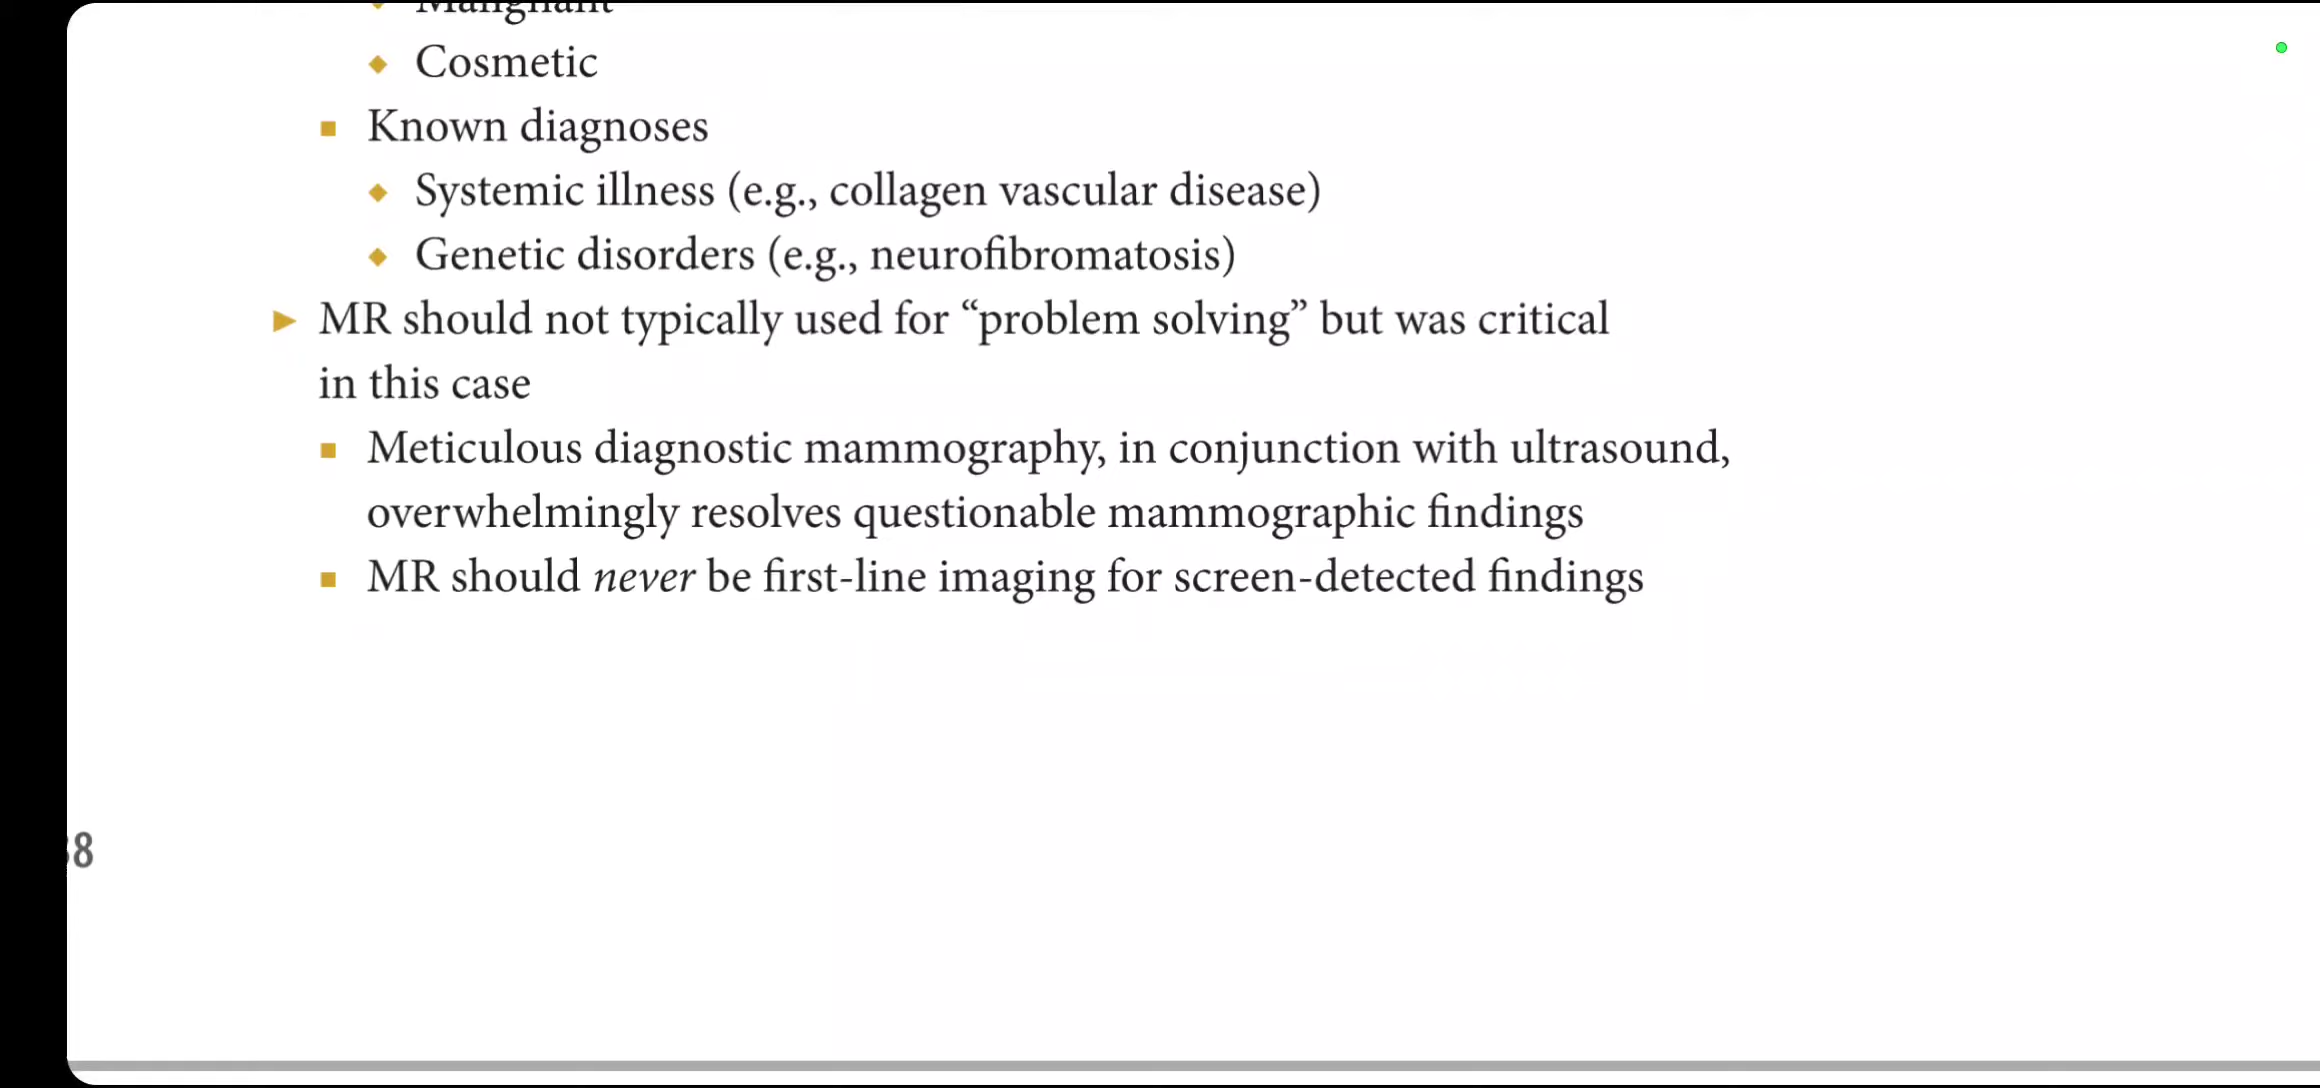 Malignant
◆ Cosmetic
■ Known diagnoses
◆ Systemic illness (e.g., collagen vascular disease)
◆ Genetic disorders (e.g., neurofibromatosis)
► MR should not typically used for “problem solving” but was critical
in this case
■ Meticulous diagnostic mammography, in conjunction with ultrasound,
overwhelmingly resolves questionable mammographic findings
■ MR should never be first-line imaging for screen-detected findings
8